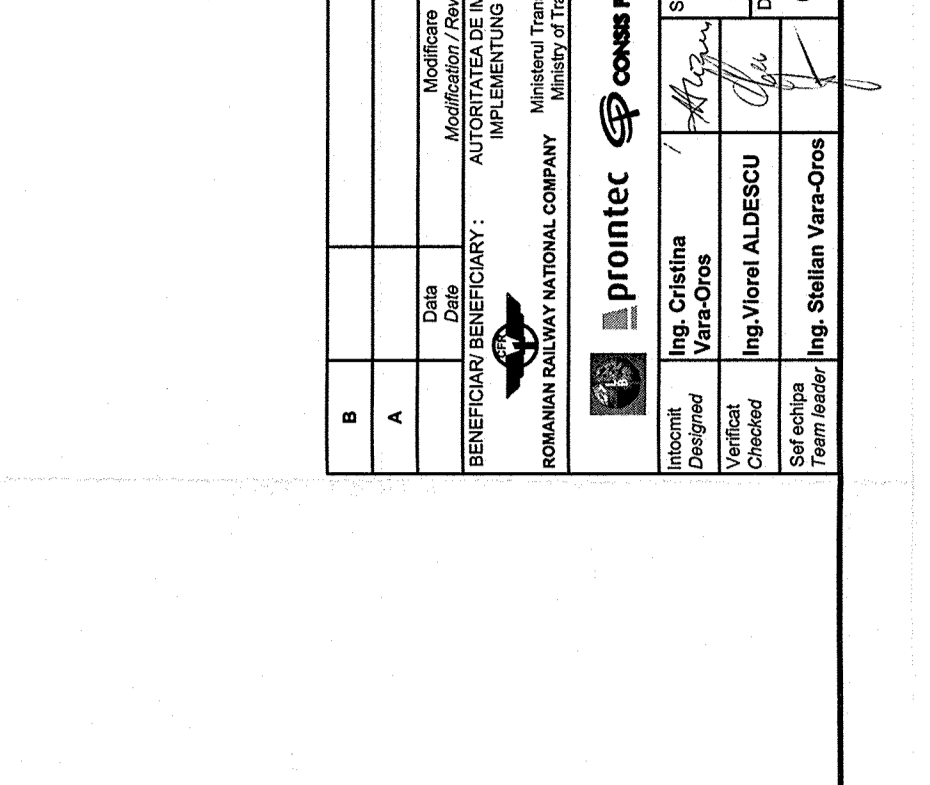 B
A
Data
Date
Modificare
Modification / Rev
BENEFICIAR/ BENEFICIARY :
AUTORITATEA DE IM
IMPLEMENTUNG
CFR
ROMANIAN RAILWAY NATIONAL COMPANY
Ministerul Trans
Ministry of Tra
prointec
CONSIS P
Intocmit
Designed
Ing. Cristina
Vara-Oros
S
Verificat
Checked
Ing.Viorel ALDESCU
D
Sef echipa
Team leader
Ing. Stelian Vara-Oros